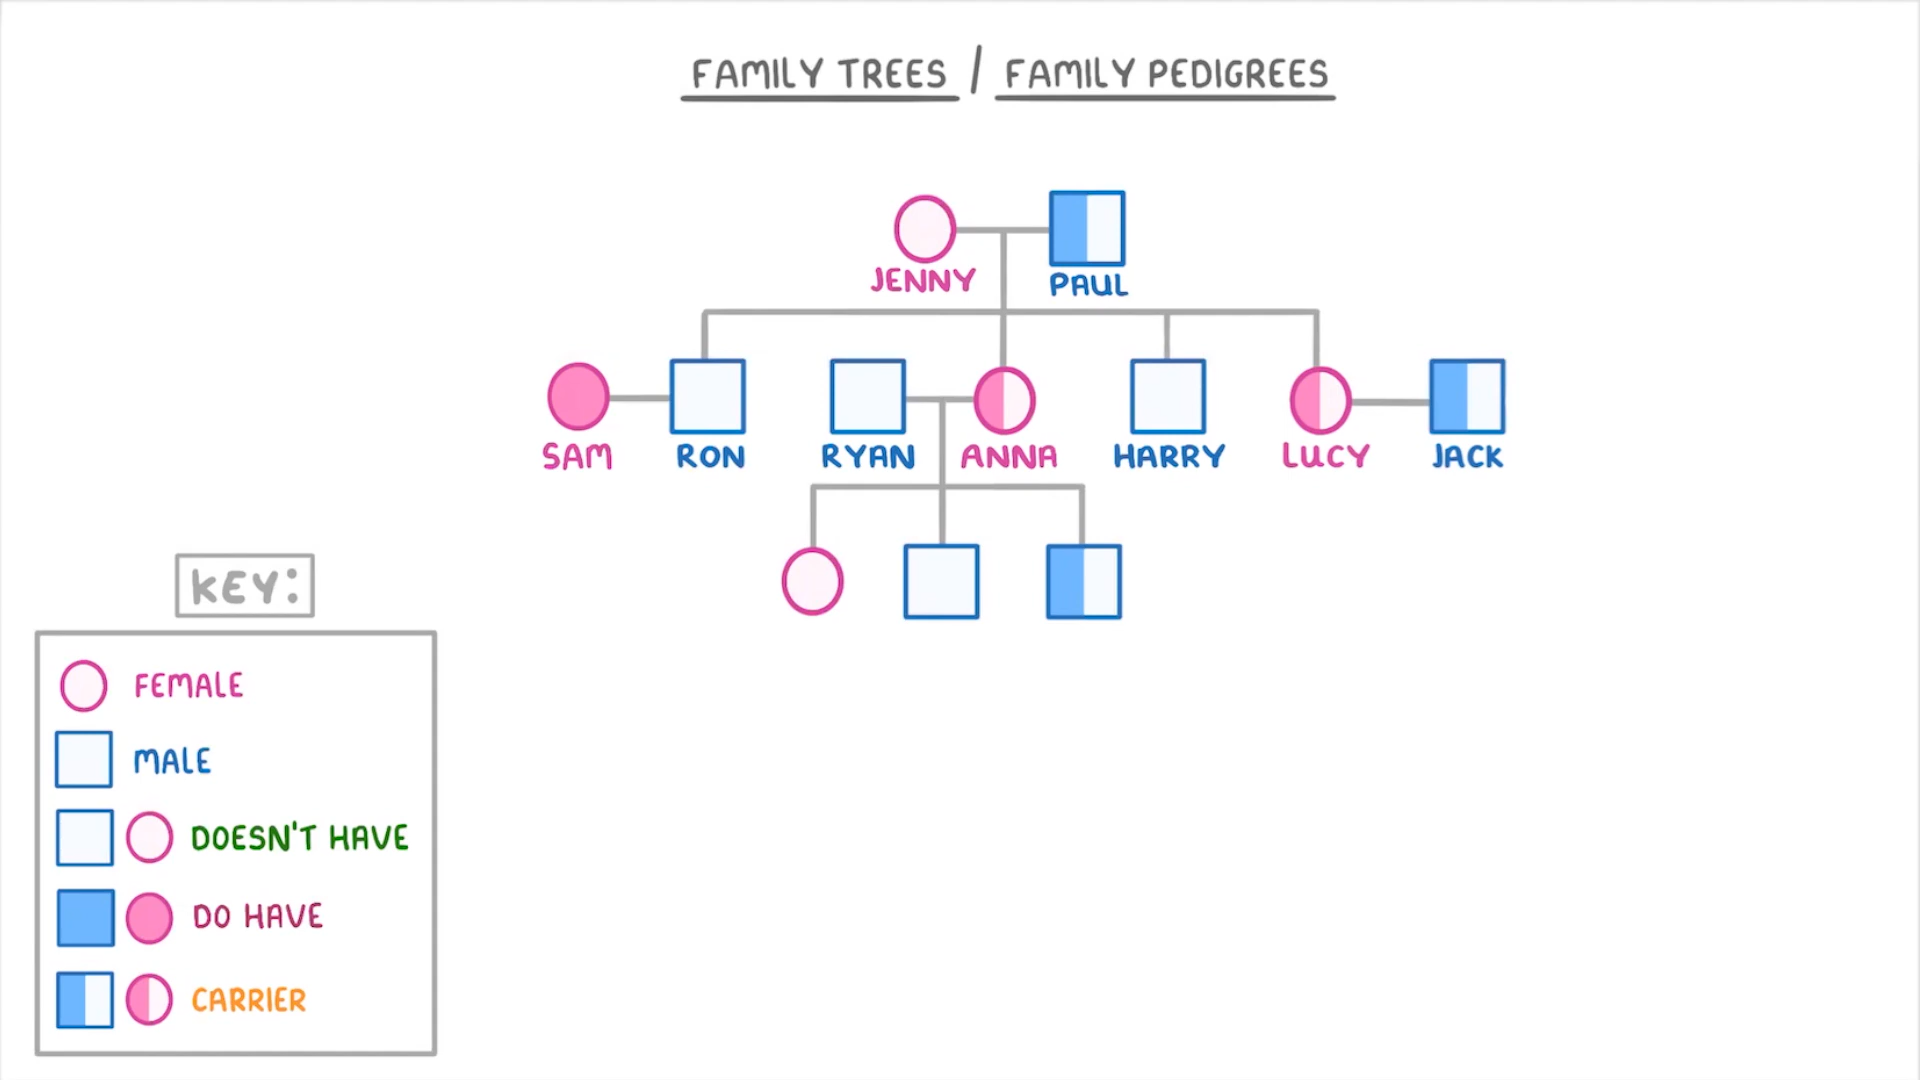 FAMILY TREES / FAMILY PEDIGREES
JENNY PAUL
SAM RON RYAN ANNA HARRY LUCY JACK
KEY:
FEMALE
MALE
DOESN'T HAVE
DO HAVE
CARRIER